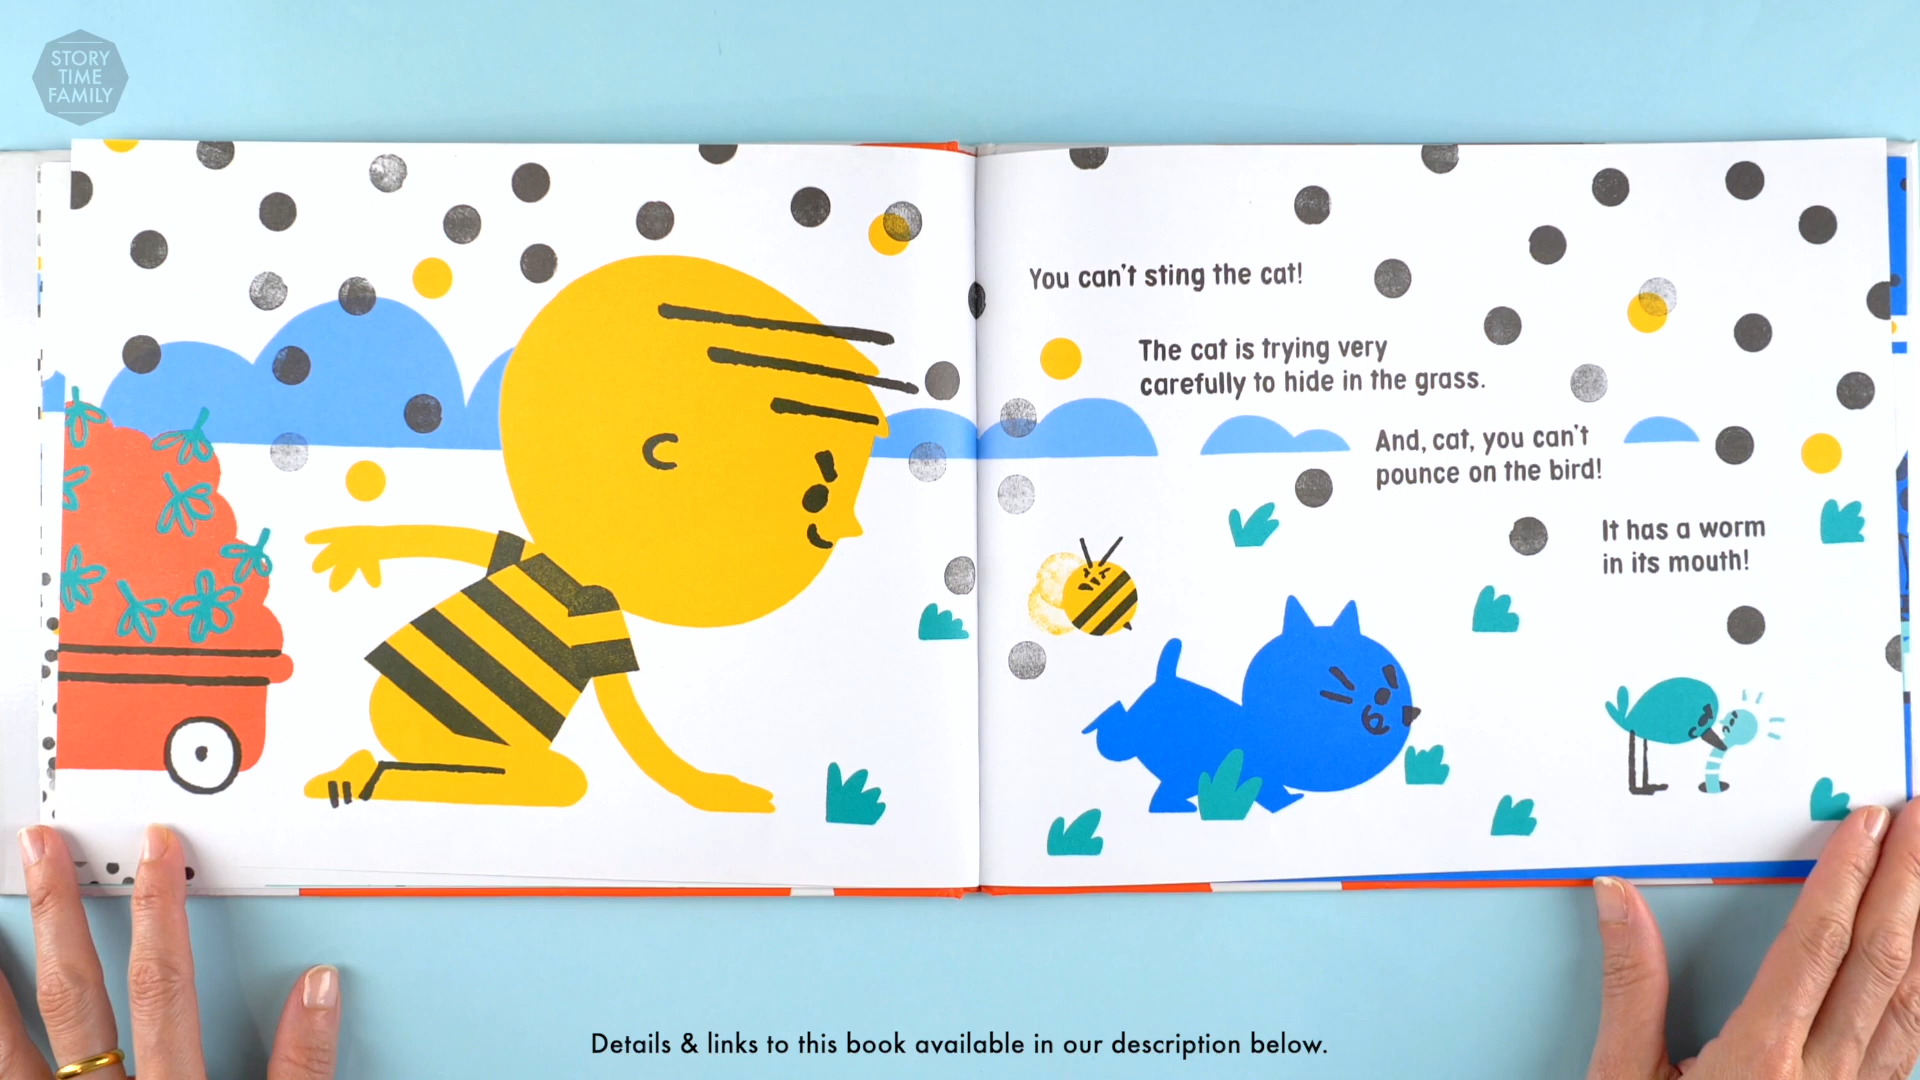 STORY
TIME
FAMILY
You can't sting the cat!
The cat is trying very
carefully to hide in the grass.
And, cat, you can't
pounce on the bird!
It has a worm
in its mouth!
Details & links to this book available in our description below.